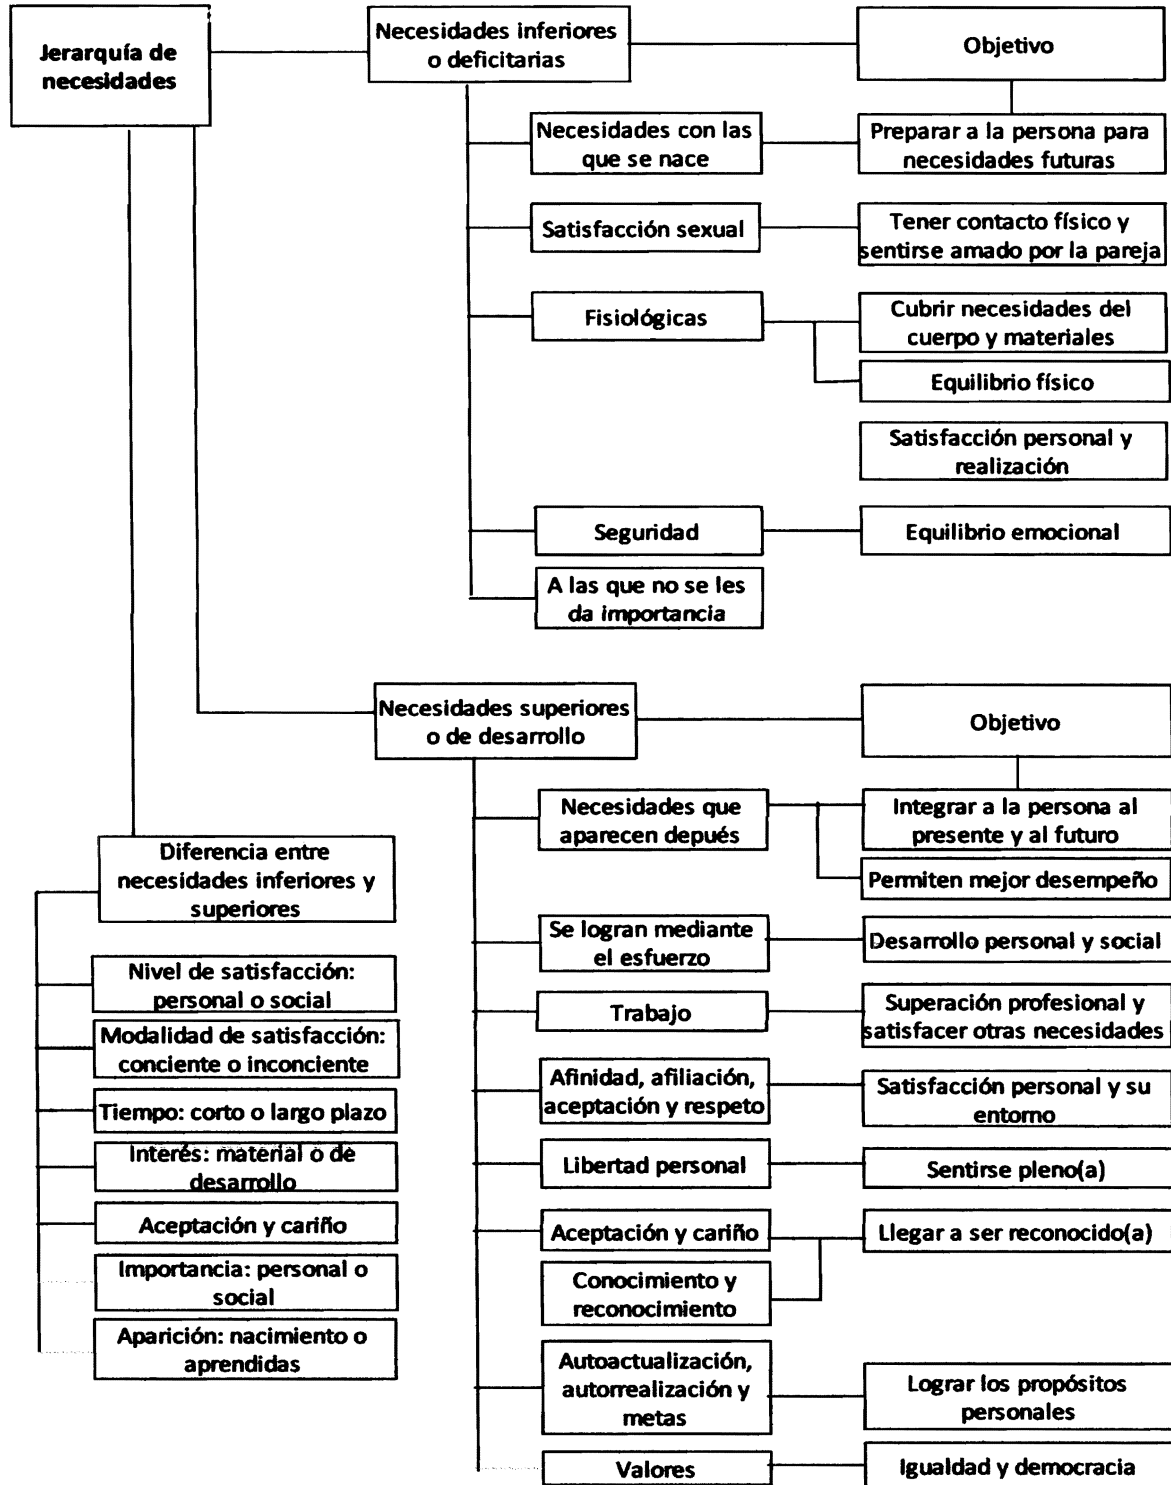 Jerarquía de
necesidades
Necesidades inferiores
o deficitarias
Objetivo
Necesidades con las
que se nace
Preparar a la persona para
necesidades futuras
Satisfacción sexual
Tener contacto físico y
sentirse amado por la pareja
Fisiológicas
Cubrir necesidades del
cuerpo y materiales
Equilibrio físico
Satisfacción personal y
realización
Seguridad
Equilibrio emocional
A las que no se les
da importancia
Necesidades superiores
o de desarrollo
Objetivo
Necesidades que
aparecen depués
Integrar a la persona al
presente y al futuro
Permiten mejor desempeño
Se logran mediante
el esfuerzo
Desarrollo personal y social
Trabajo
Superación profesional y
satisfacer otras necesidades
Afinidad, afiliación,
aceptación y respeto
Satisfacción personal y su
entorno
Libertad personal
Sentirse pleno(a)
Aceptación y cariño
Llegar a ser reconocido(a)
Conocimiento y
reconocimiento
Autoactualización,
autorrealización y
metas
Lograr los propósitos
personales
Valores
Igualdad y democracia
Diferencia entre
necesidades inferiores y
superiores
Nivel de satisfacción:
personal o social
Modalidad de satisfacción:
conciente o inconciente
Tiempo: corto o largo plazo
Interés: material o de
desarrollo
Aceptación y cariño
Importancia: personal o
social
Aparición: nacimiento o
aprendidas